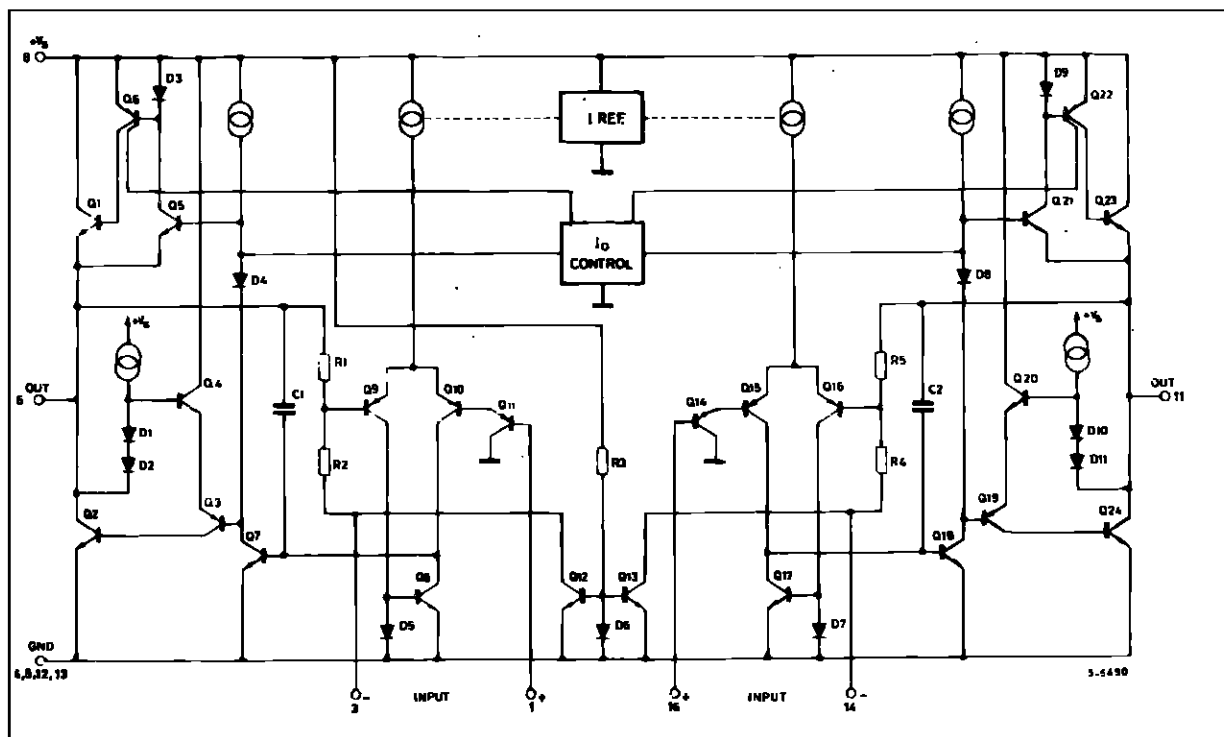 +Vs
8
D3
D9
Q6
Q22
I REF.
Q1
Q5
Q21
Q23
I0
CONTROL
D4
D8
+Vs
+Vs
R1
R5
Q4
Q20
C1
C2
Q9
Q10
Q11
Q14
Q15
Q16
OUT
6
OUT
11
D1
D10
D2
D11
R2
R3
R4
Q2
Q3
Q7
Q19
Q24
Q18
Q8
Q12
Q13
Q17
D5
D6
D7
GND
4,5,12,13
S-6490
-
INPUT
+
+
INPUT
-
3
1
16
14